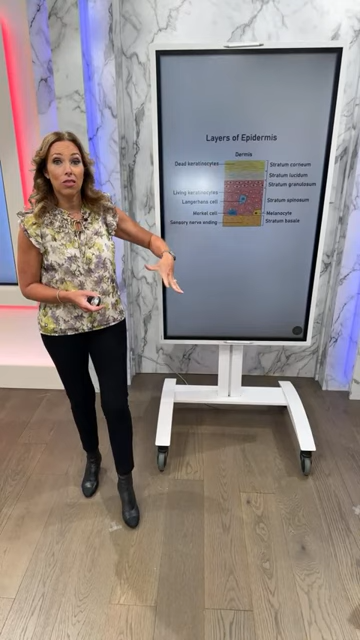 Layers of Epidermis
Dermis
Dead keratinocytes
Stratum corneum
Stratum lucidum
Stratum granulosum
Living keratinocytes
Langerhans cell
Stratum spinosum
Merkel cell
Melanocyte
Sensory nerve ending
Stratum basale